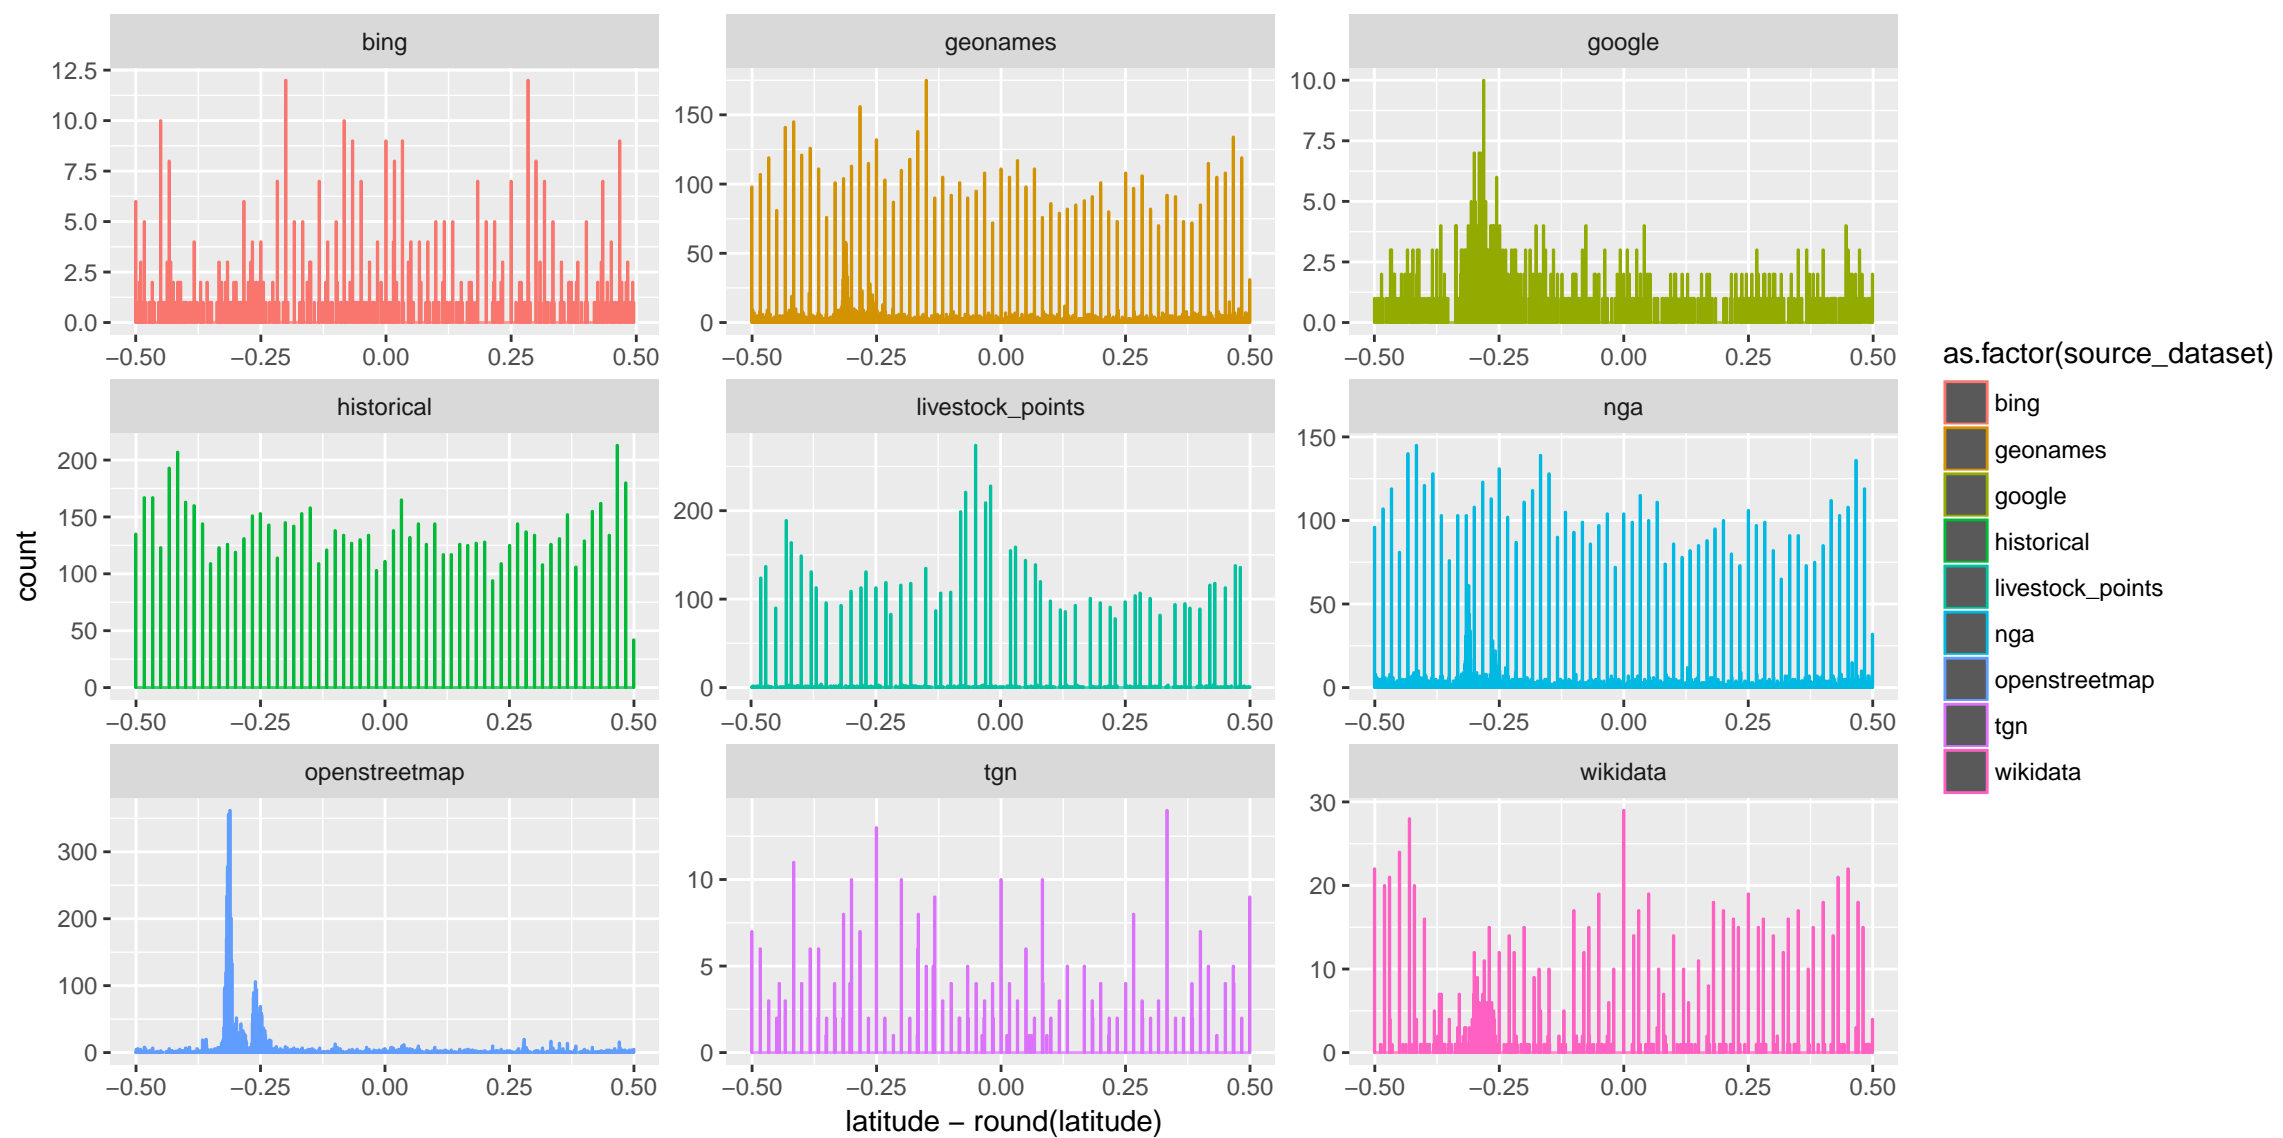 bing
geonames
google
12.5
10.0
7.5
5.0
2.5
0.0
150
100
50
0
10.0
7.5
5.0
2.5
0.0
−0.50 −0.25 0.00 0.25 0.50
−0.50 −0.25 0.00 0.25 0.50
−0.50 −0.25 0.00 0.25 0.50
historical
livestock_points
nga
200
150
100
50
0
200
100
0
150
100
50
0
−0.50 −0.25 0.00 0.25 0.50
−0.50 −0.25 0.00 0.25 0.50
−0.50 −0.25 0.00 0.25 0.50
openstreetmap
tgn
wikidata
300
200
100
0
10
5
0
30
20
10
0
−0.50 −0.25 0.00 0.25 0.50
−0.50 −0.25 0.00 0.25 0.50
−0.50 −0.25 0.00 0.25 0.50
count
latitude − round(latitude)
as.factor(source_dataset)
bing
geonames
google
historical
livestock_points
nga
openstreetmap
tgn
wikidata